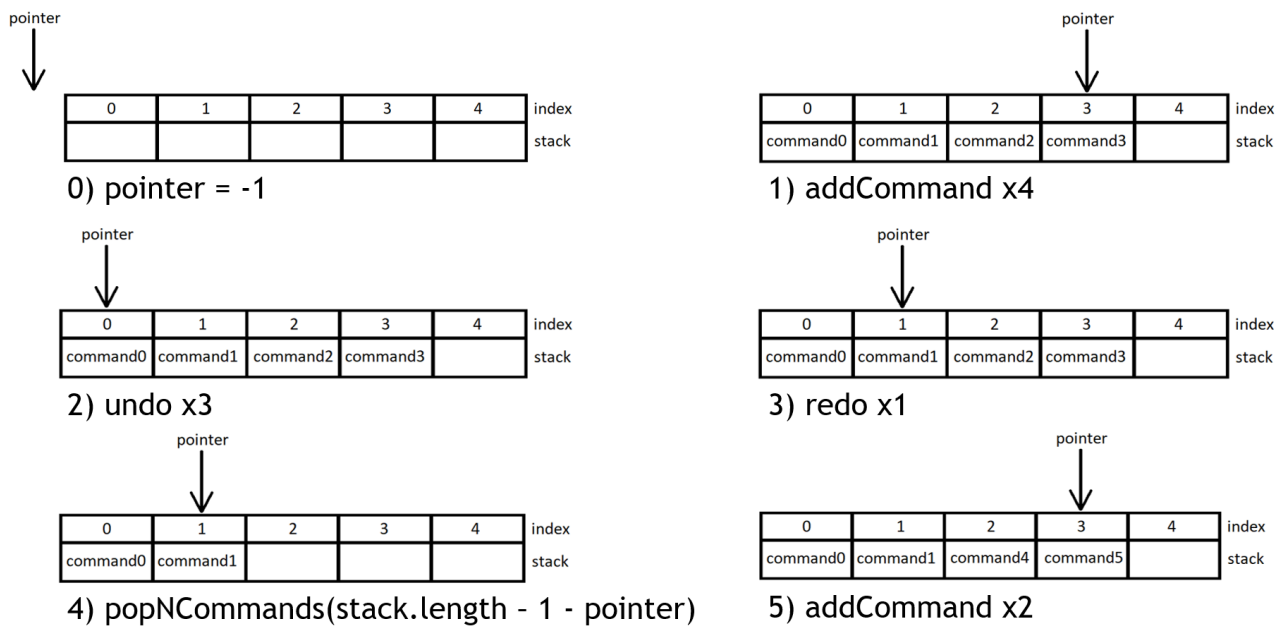 pointer
0 1 2 3 4 index
stack
0) pointer = -1
pointer
0 1 2 3 4 index
command0 command1 command2 command3 stack
1) addCommand x4
pointer
0 1 2 3 4 index
command0 command1 command2 command3 stack
2) undo x3
pointer
0 1 2 3 4 index
command0 command1 command2 command3 stack
3) redo x1
pointer
0 1 2 3 4 index
command0 command1 stack
4) popNCommands(stack.length – 1 - pointer)
pointer
0 1 2 3 4 index
command0 command1 command4 command5 stack
5) addCommand x2